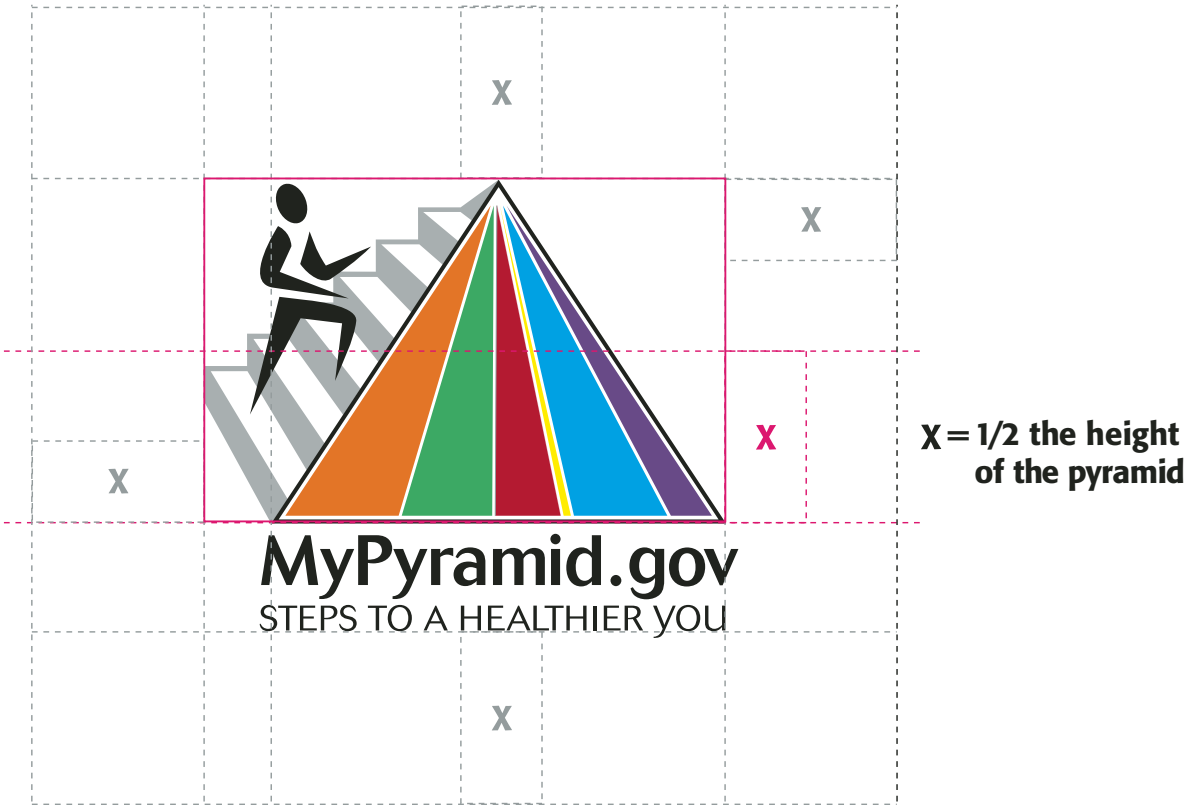 X
X
X
X
X = 1/2 the height
of the pyramid
MyPyramid.gov
STEPS TO A HEALTHIER YOU
X